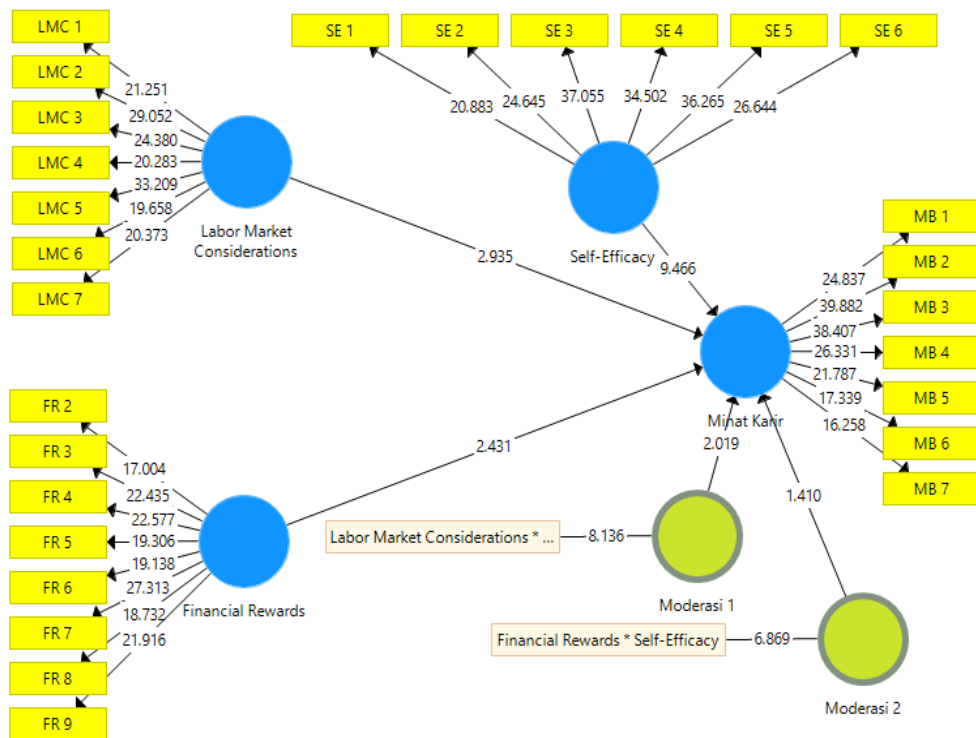 LMC 1
LMC 2
LMC 3
LMC 4
LMC 5
LMC 6
LMC 7
21.251
29.052
24.380
20.283
33.209
19.658
20.373
Labor Market
Considerations
SE 1
SE 2
SE 3
SE 4
SE 5
SE 6
20.883
24.645
37.055
34.502
36.265
26.644
Self-Efficacy
2.935
9.466
MB 1
MB 2
MB 3
MB 4
MB 5
MB 6
MB 7
24.837
39.882
38.407
26.331
21.787
17.339
16.258
Minat Karir
FR 2
FR 3
FR 4
FR 5
FR 6
FR 7
FR 8
FR 9
17.004
22.435
22.577
19.306
19.138
27.313
18.732
21.916
Financial Rewards
2.431
2.019
1.410
Labor Market Considerations * ...
8.136
Moderasi 1
Financial Rewards * Self-Efficacy
6.869
Moderasi 2